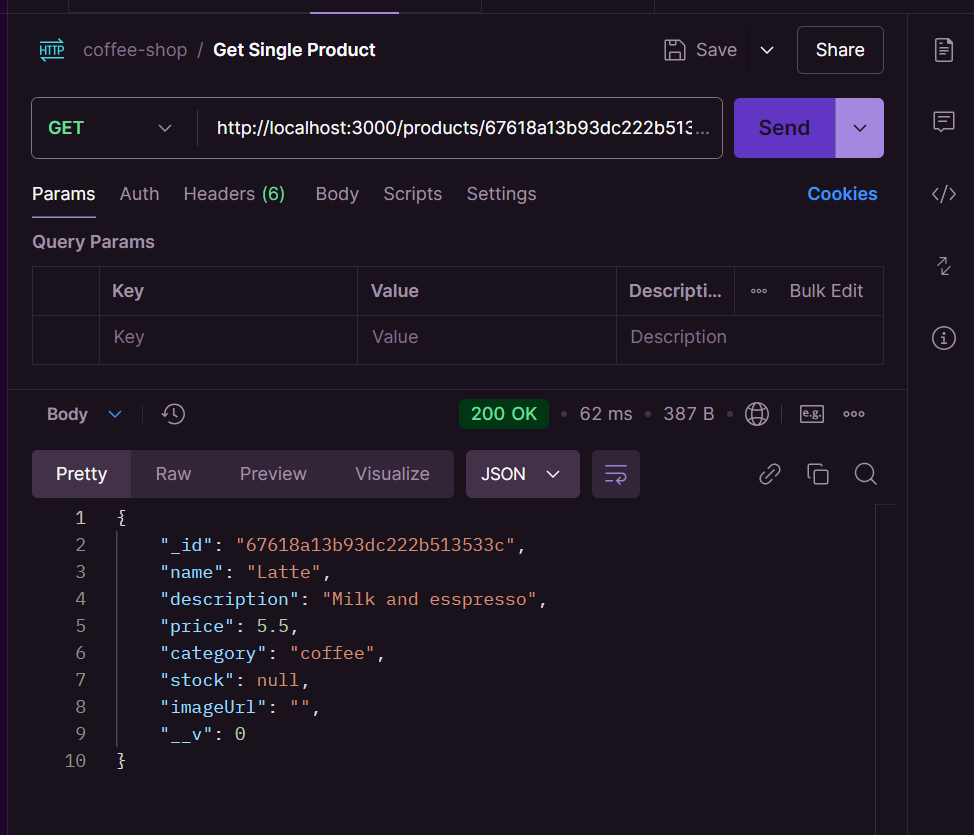 HTTP coffee-shop / Get Single Product Save Share
GET http://localhost:3000/products/67618a13b93dc222b513... Send
Params Auth Headers (6) Body Scripts Settings Cookies
Query Params
Key Value Descripti... Bulk Edit
Key Value Description
Body 200 OK • 62 ms • 387 B • e.g.
Pretty Raw Preview Visualize JSON
1 {
2 "_id": "67618a13b93dc222b513533c",
3 "name": "Latte",
4 "description": "Milk and esspresso",
5 "price": 5.5,
6 "category": "coffee",
7 "stock": null,
8 "imageUrl": "",
9 "__v": 0
10 }